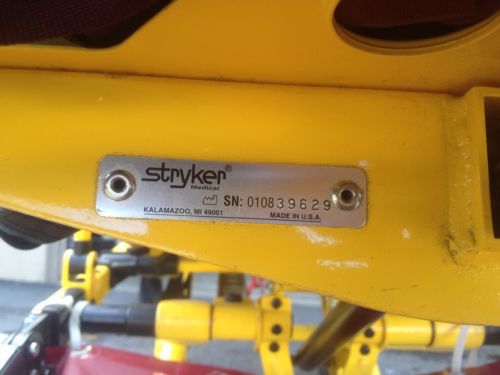 stryker®
Medical
SN: 010839629
KALAMAZOO, MI 49001 MADE IN U.S.A.